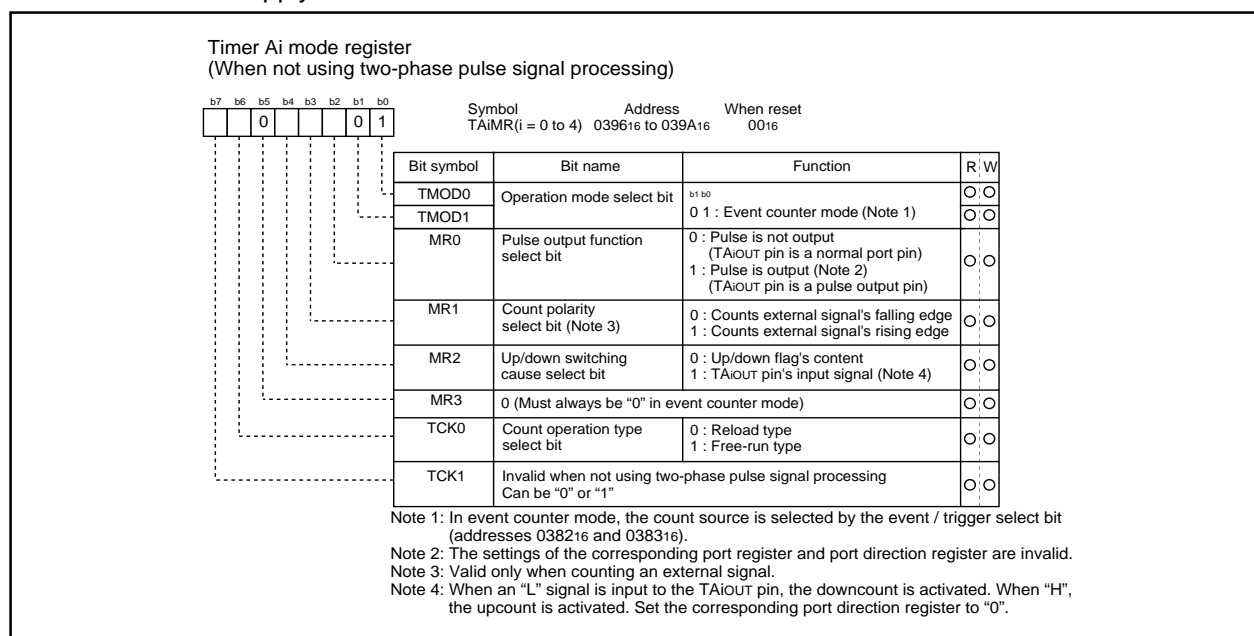 Timer Ai mode register
(When not using two-phase pulse signal processing)
b7 b6 b5 b4 b3 b2 b1 b0
0 0 1
Symbol Address When reset
TAiMR(i = 0 to 4) 039616 to 039A16 0016
Bit symbol Bit name Function R W
TMOD0 Operation mode select bit b1 b0
TMOD1 0 1 : Event counter mode (Note 1)
MR0 Pulse output function 0 : Pulse is not output
select bit (TAiOUT pin is a normal port pin)
1 : Pulse is output (Note 2)
(TAiOUT pin is a pulse output pin)
MR1 Count polarity 0 : Counts external signal's falling edge
select bit (Note 3) 1 : Counts external signal's rising edge
MR2 Up/down switching 0 : Up/down flag's content
cause select bit 1 : TAiOUT pin's input signal (Note 4)
MR3 0 (Must always be “0” in event counter mode)
TCK0 Count operation type 0 : Reload type
select bit 1 : Free-run type
TCK1 Invalid when not using two-phase pulse signal processing
Can be “0” or “1”
Note 1: In event counter mode, the count source is selected by the event / trigger select bit
(addresses 038216 and 038316).
Note 2: The settings of the corresponding port register and port direction register are invalid.
Note 3: Valid only when counting an external signal.
Note 4: When an “L” signal is input to the TAiOUT pin, the downcount is activated. When “H”,
the upcount is activated. Set the corresponding port direction register to “0”.